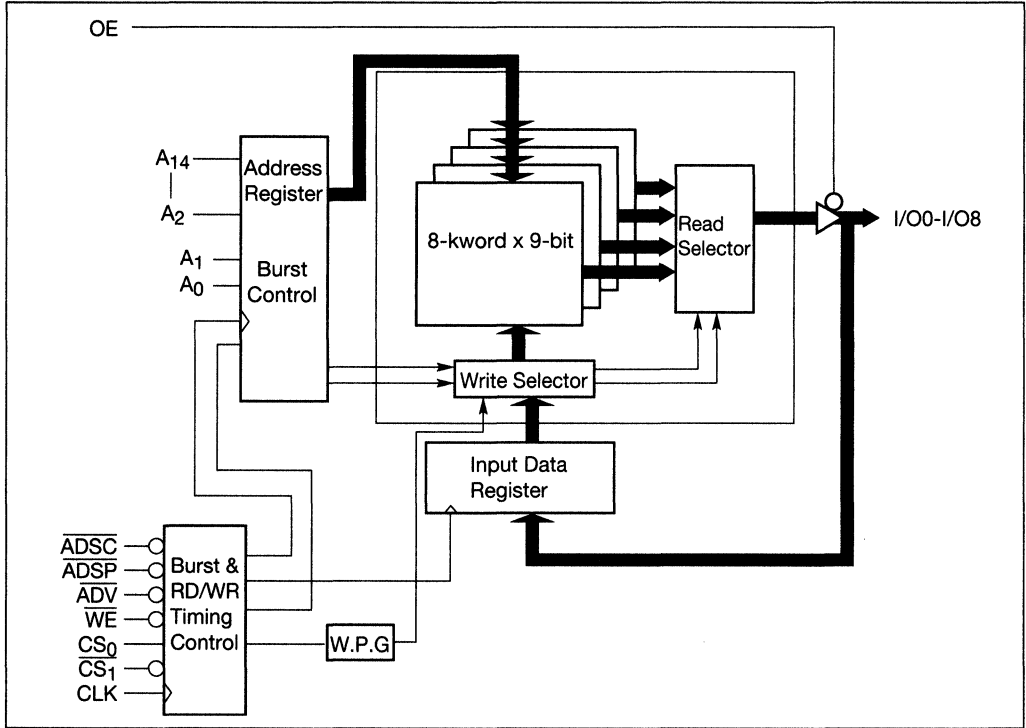 OE
A14
A2
A1
A0
Address
Register
Burst
Control
8-kword x 9-bit
Read
Selector
I/O0-I/O8
Write Selector
Input Data
Register
ADSC
ADSP
ADV
WE
CS0
CS1
CLK
Burst &
RD/WR
Timing
Control
W.P.G